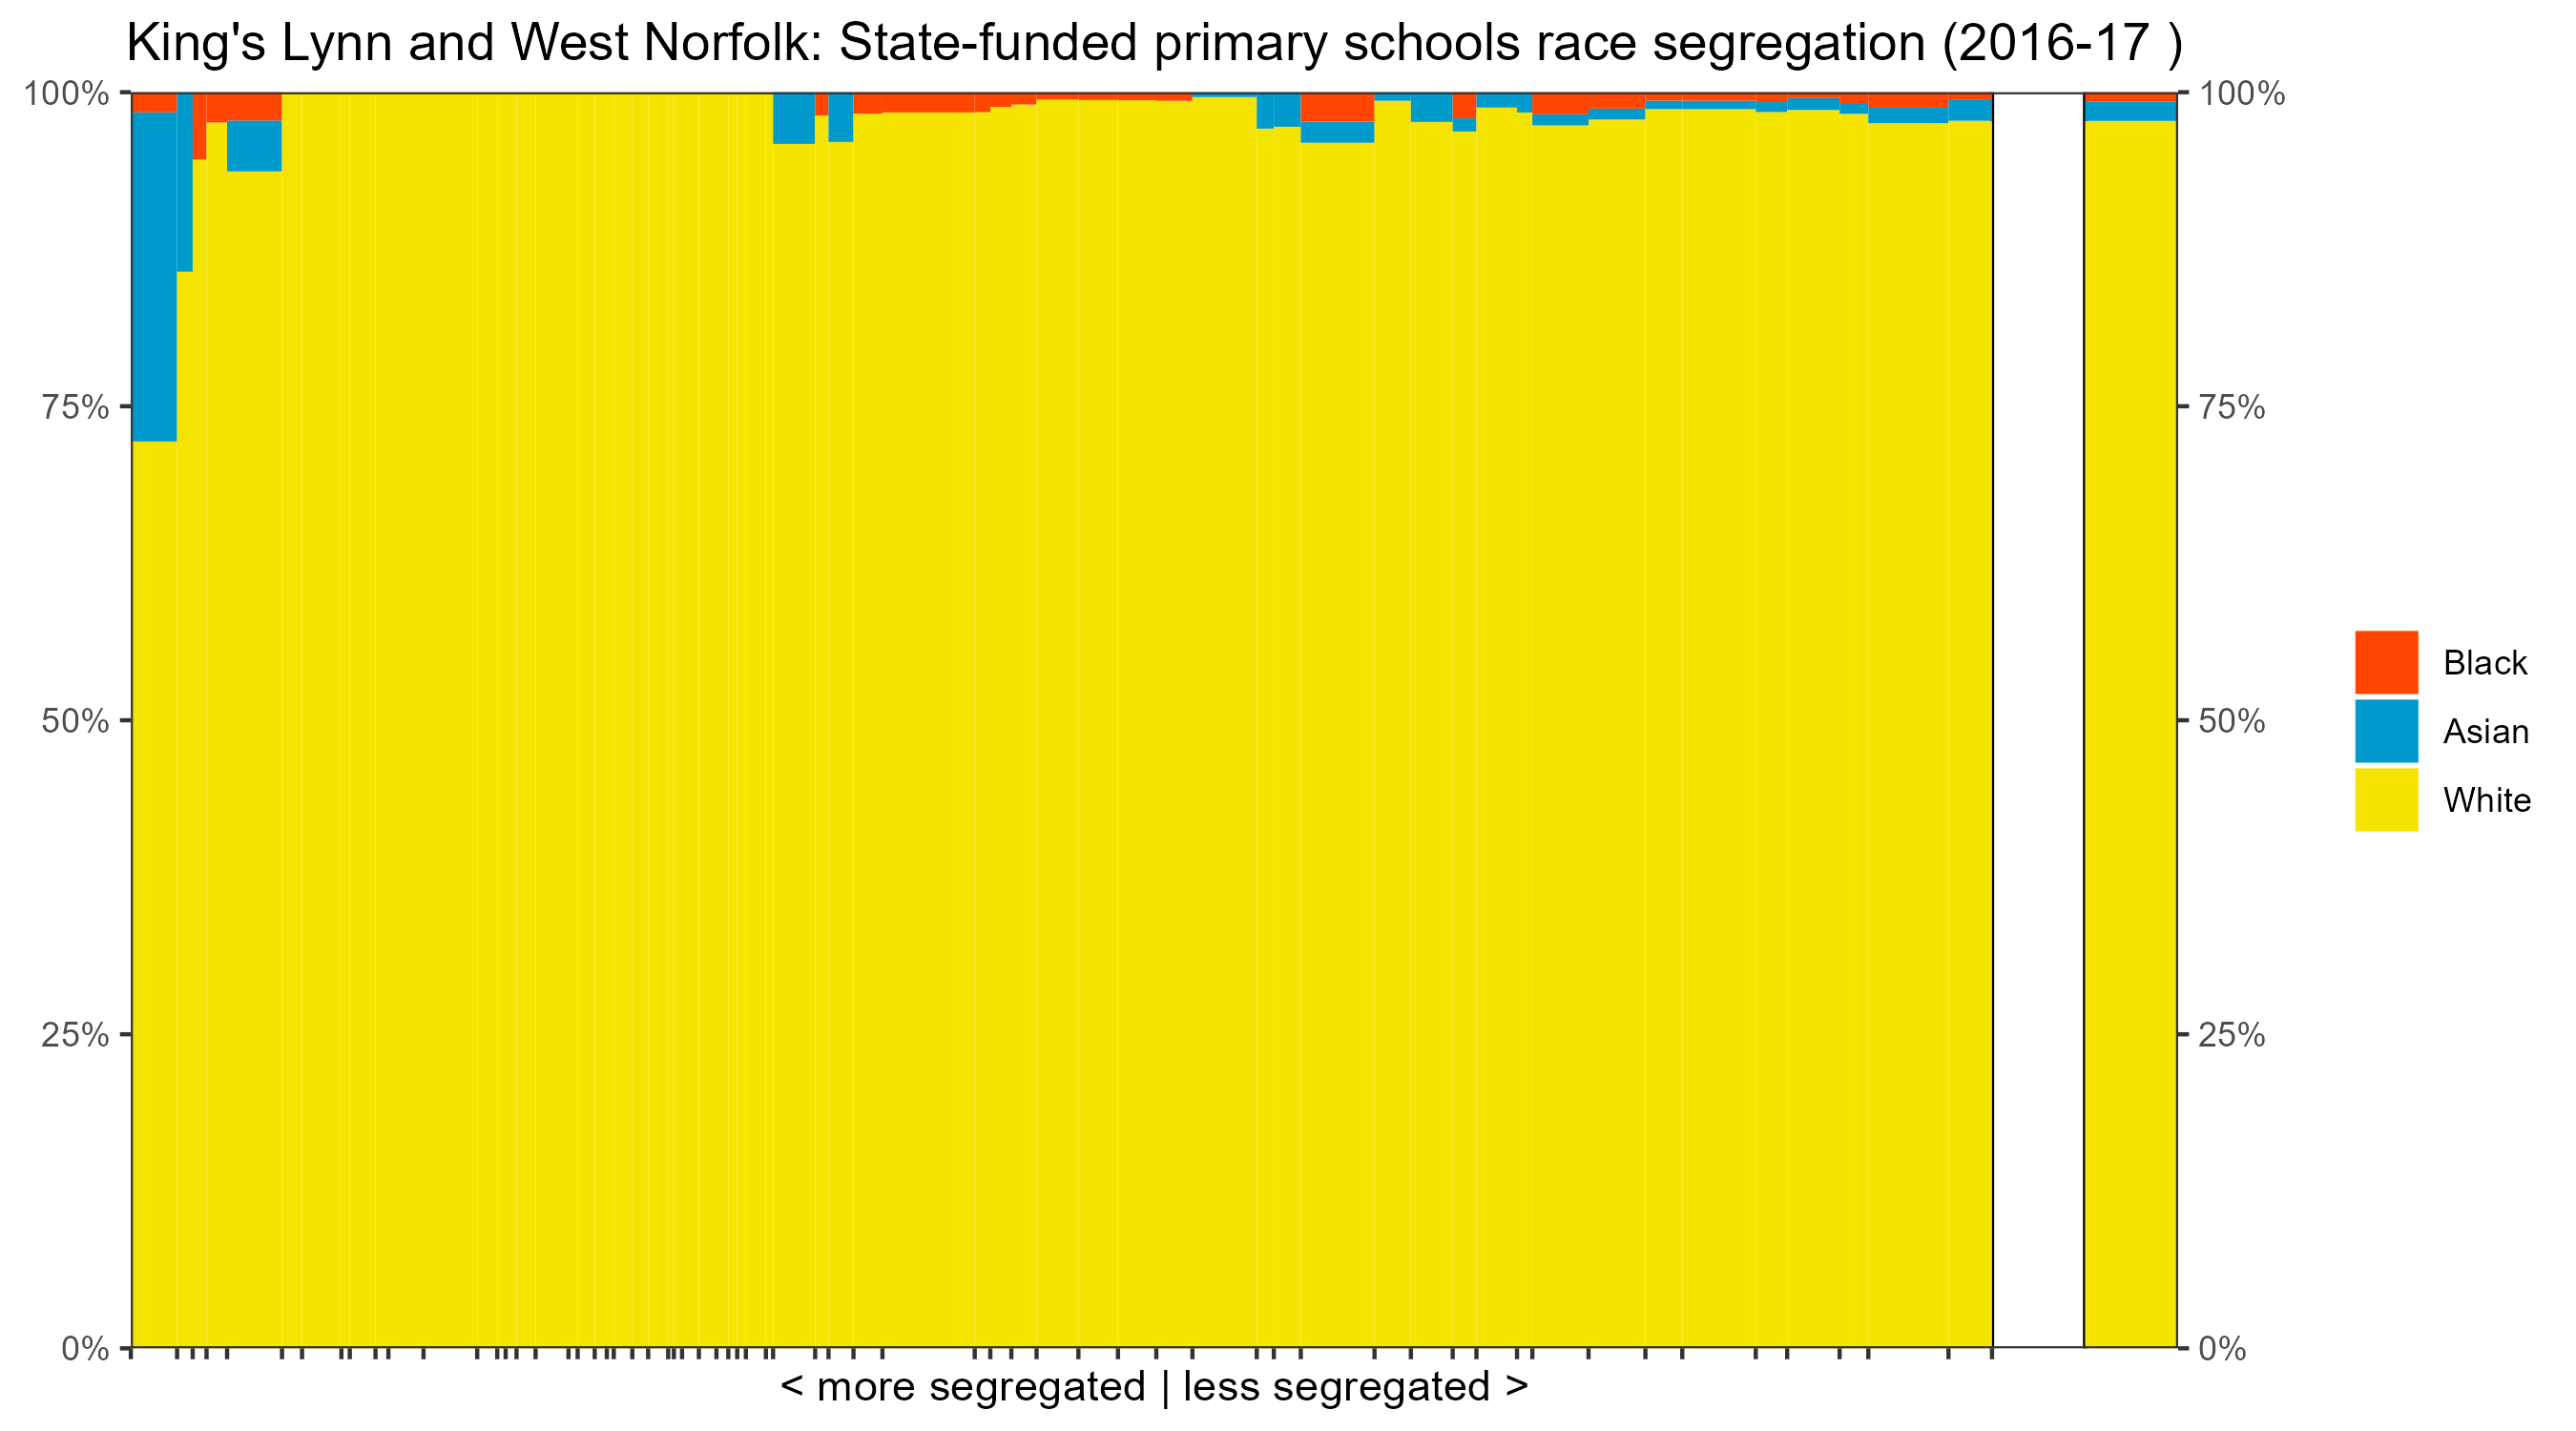 King's Lynn and West Norfolk: State-funded primary schools race segregation (2016-17 )
100%
75%
50%
25%
0%
100%
75%
50%
25%
0%
< more segregated | less segregated >
Black
Asian
White